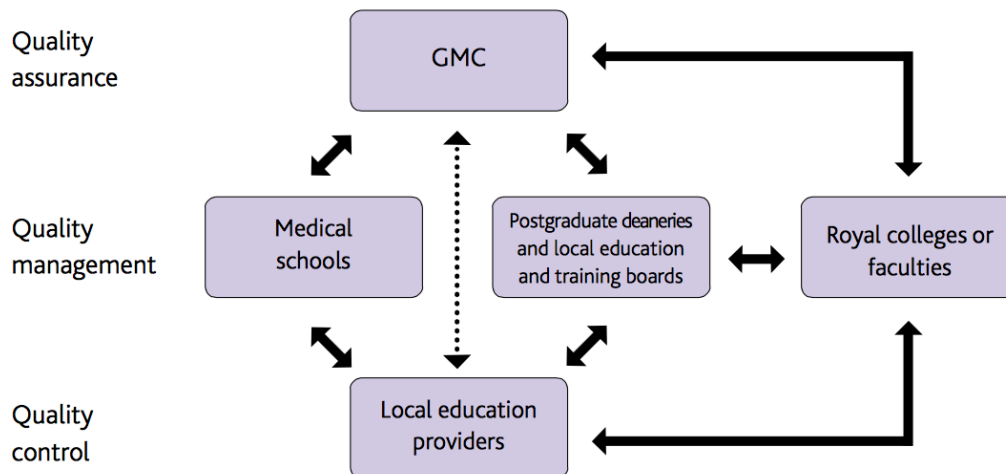 Quality
assurance
GMC
Quality
management
Medical
schools
Postgraduate deaneries
and local education
and training boards
Royal colleges or
faculties
Quality
control
Local education
providers